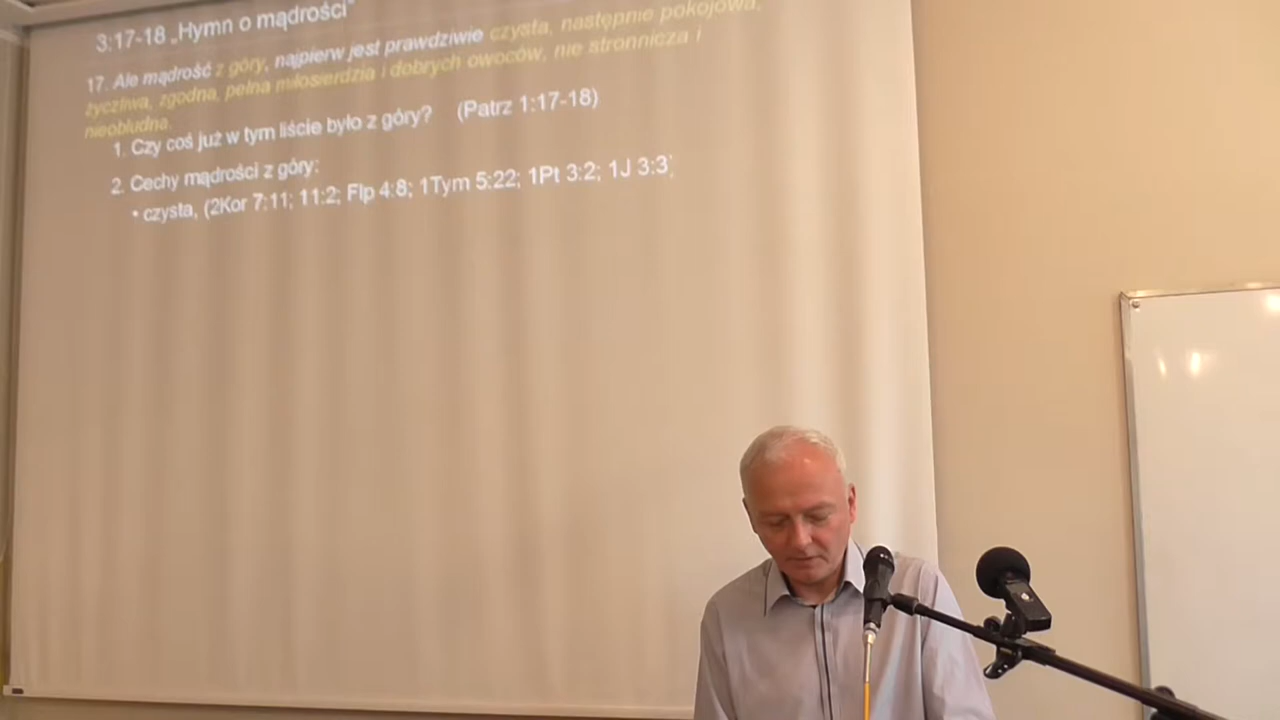 3:17-18 „Hymn o mądrości"
17. Ale mądrość z góry, najpierw jest prawdziwie czysta, następnie pokojowa,
życzliwa, zgodna, pełna miłosierdzia i dobrych owoców, nie stronnicza i
nieobłudna.
1. Czy coś już w tym liście było z góry? (Patrz 1:17-18)
2. Cechy mądrości z góry:
• czysta, (2Kor 7:11; 11:2; Flp 4:8; 1Tym 5:22; 1Pt 3:2; 1J 3:3;